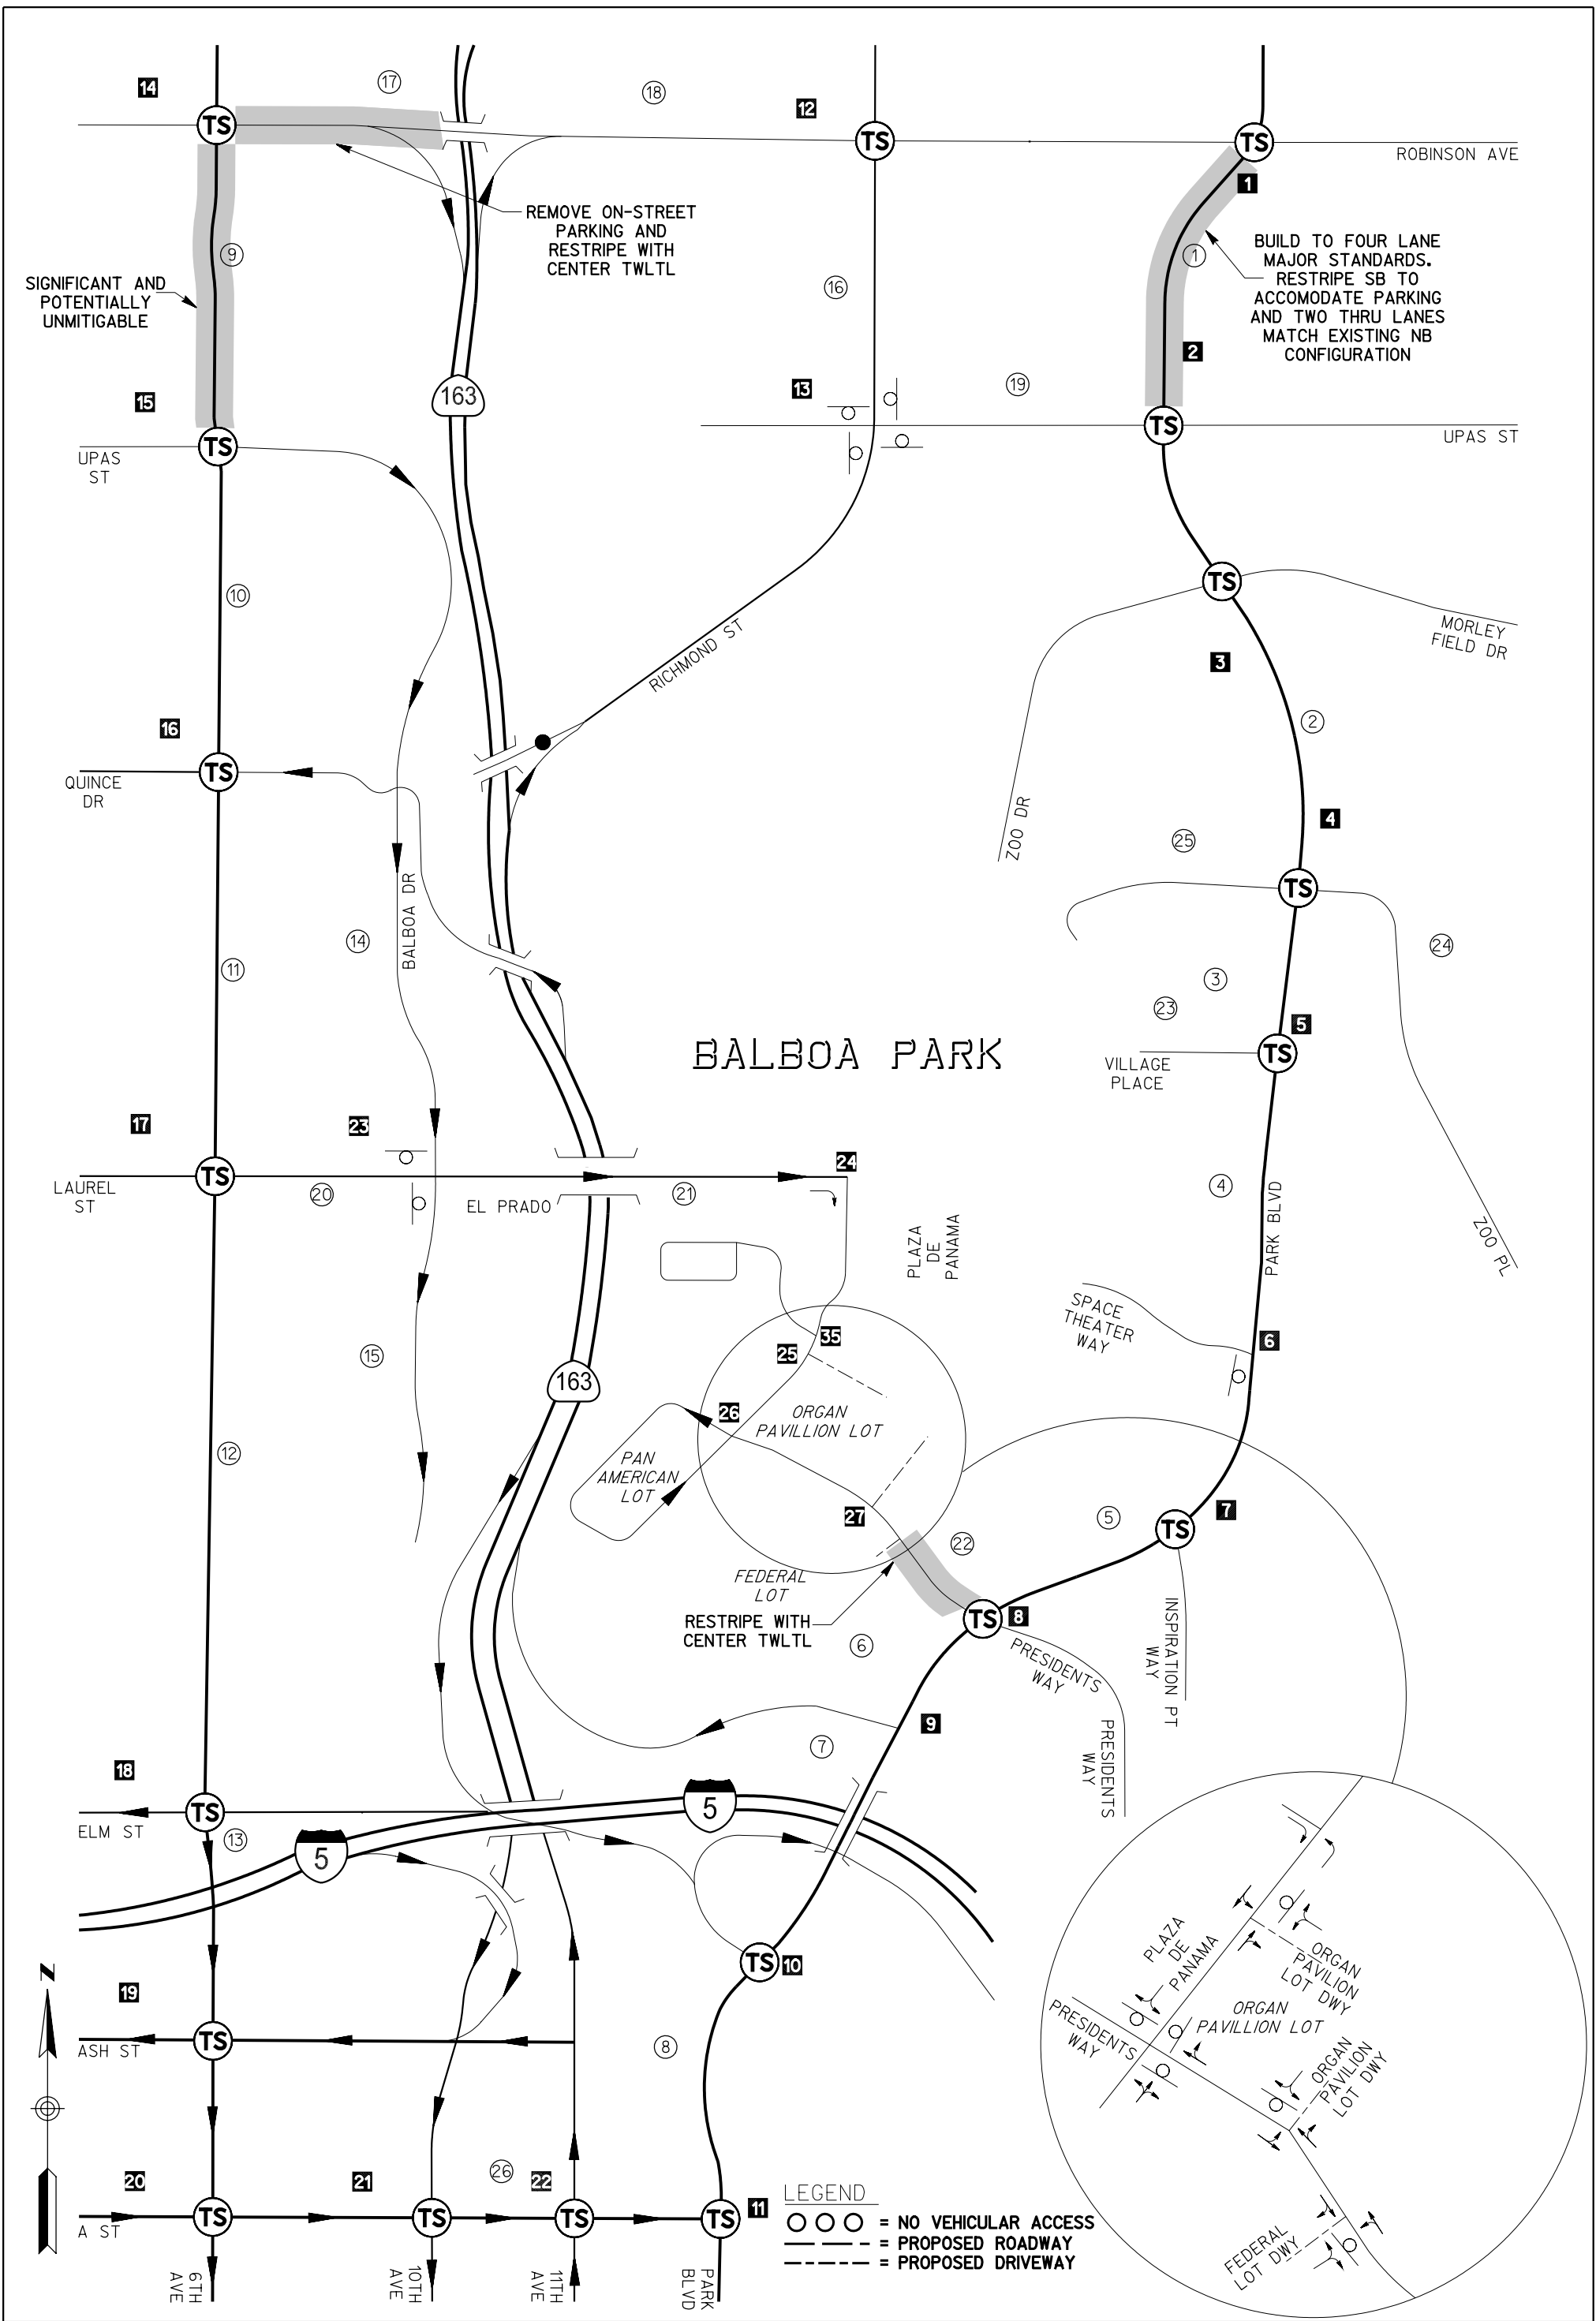 14
17
18
12
TS
TS
TS
ROBINSON AVE
1
REMOVE ON-STREET
PARKING AND
RESTRIPE WITH
CENTER TWLTL
BUILD TO FOUR LANE
MAJOR STANDARDS.
RESTRIPE SB TO
ACCOMODATE PARKING
AND TWO THRU LANES
MATCH EXISTING NB
CONFIGURATION
1
9
SIGNIFICANT AND
POTENTIALLY
UNMITIGABLE
16
2
15
163
13
19
TS
UPAS
ST
TS
UPAS ST
10
TS
MORLEY
FIELD DR
RICHMOND ST
3
2
16
TS
QUINCE
DR
ZOO DR
4
25
TS
BALBOA DR
14
24
11
3
23
5
BALBOA PARK
TS
VILLAGE
PLACE
17
23
24
TS
LAUREL
ST
20
EL PRADO
21
4
PARK BLVD
PLAZA
DE
PANAMA
ZOO PL
SPACE
THEATER
WAY
6
35
25
15
163
26
ORGAN
PAVILLION LOT
12
PAN
AMERICAN
LOT
27
22
5
7
TS
FEDERAL
LOT
RESTRIPE WITH
CENTER TWLTL
6
TS
8
PRESIDENTS
WAY
INSPIRATION PT
WAY
PRESIDENTS
WAY
9
7
18
TS
ELM ST
13
5
5
TS
10
N
19
TS
ASH ST
8
PLAZA
DE
PANAMA
ORGAN
PAVILION
LOT DWY
ORGAN
PAVILLION LOT
PRESIDENTS
WAY
ORGAN
PAVILION
LOT DWY
FEDERAL
LOT DWY
20
21
26
22
11
TS
TS
TS
TS
A ST
6TH
AVE
10TH
AVE
11TH
AVE
PARK
BLVD
LEGEND
= NO VEHICULAR ACCESS
= PROPOSED ROADWAY
= PROPOSED DRIVEWAY